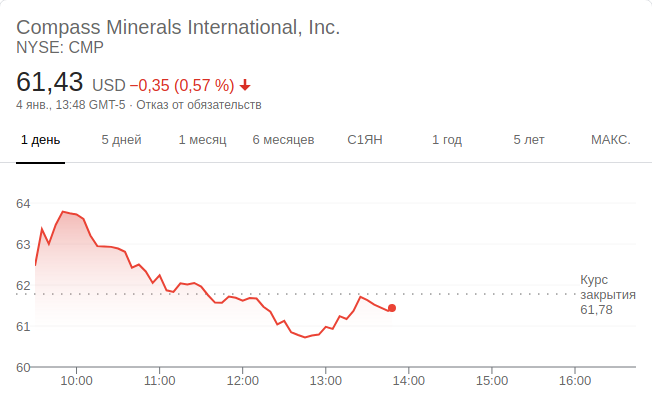 Compass Minerals International, Inc.
NYSE: CMP
61,43 USD −0,35 (0,57 %)
4 янв., 13:48 GMT-5 · Отказ от обязательств
1 день 5 дней 1 месяц 6 месяцев С1ЯН 1 год 5 лет МАКС.
64
63
62
61
60
Курс
закрытия
61,78
10:00 11:00 12:00 13:00 14:00 15:00 16:00